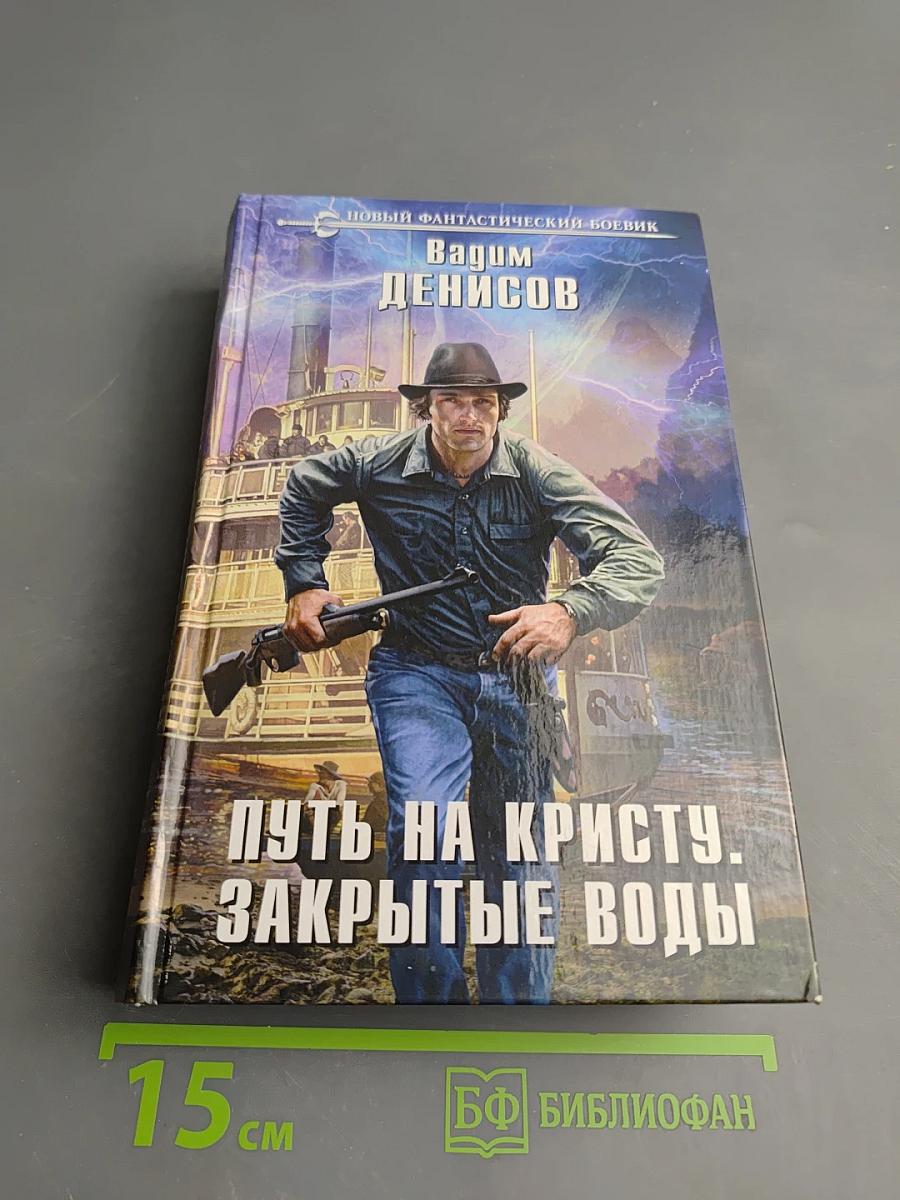 НОВЫЙ ФАНТАСТИЧЕСКИЙ БОЕВИК
Вадим
ДЕНИСОВ
ПУТЬ НА КРИСТУ.
ЗАКРЫТЫЕ ВОДЫ
15 см
БФ БИБЛИОФАН